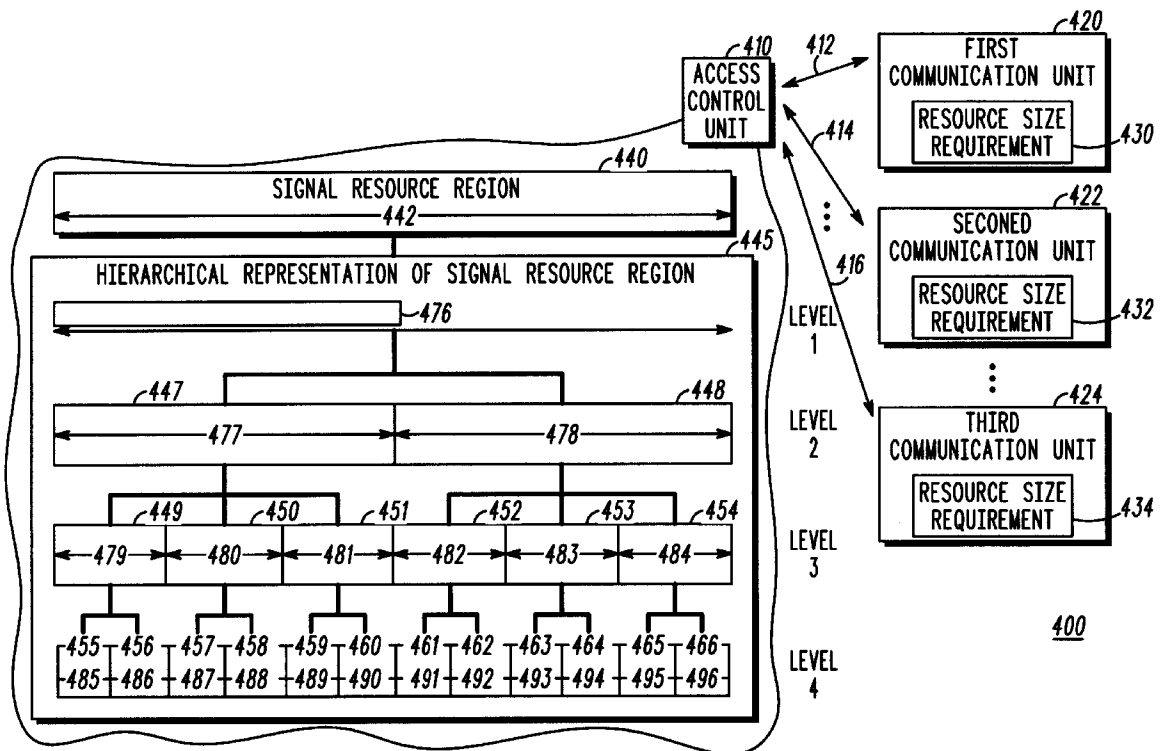 410
ACCESS
CONTROL
UNIT
412
414
416
420
FIRST
COMMUNICATION UNIT
RESOURCE SIZE
REQUIREMENT
430
422
SECONED
COMMUNICATION UNIT
RESOURCE SIZE
REQUIREMENT
432
424
THIRD
COMMUNICATION UNIT
RESOURCE SIZE
REQUIREMENT
434
440
SIGNAL RESOURCE REGION
442
445
HIERARCHICAL REPRESENTATION OF SIGNAL RESOURCE REGION
476
LEVEL
1
447 448
477 478
LEVEL
2
449 450 451 452 453 454
479 480 481 482 483 484
LEVEL
3
455 456 457 458 459 460 461 462 463 464 465 466
485 486 487 488 489 490 491 492 493 494 495 496
LEVEL
4
400